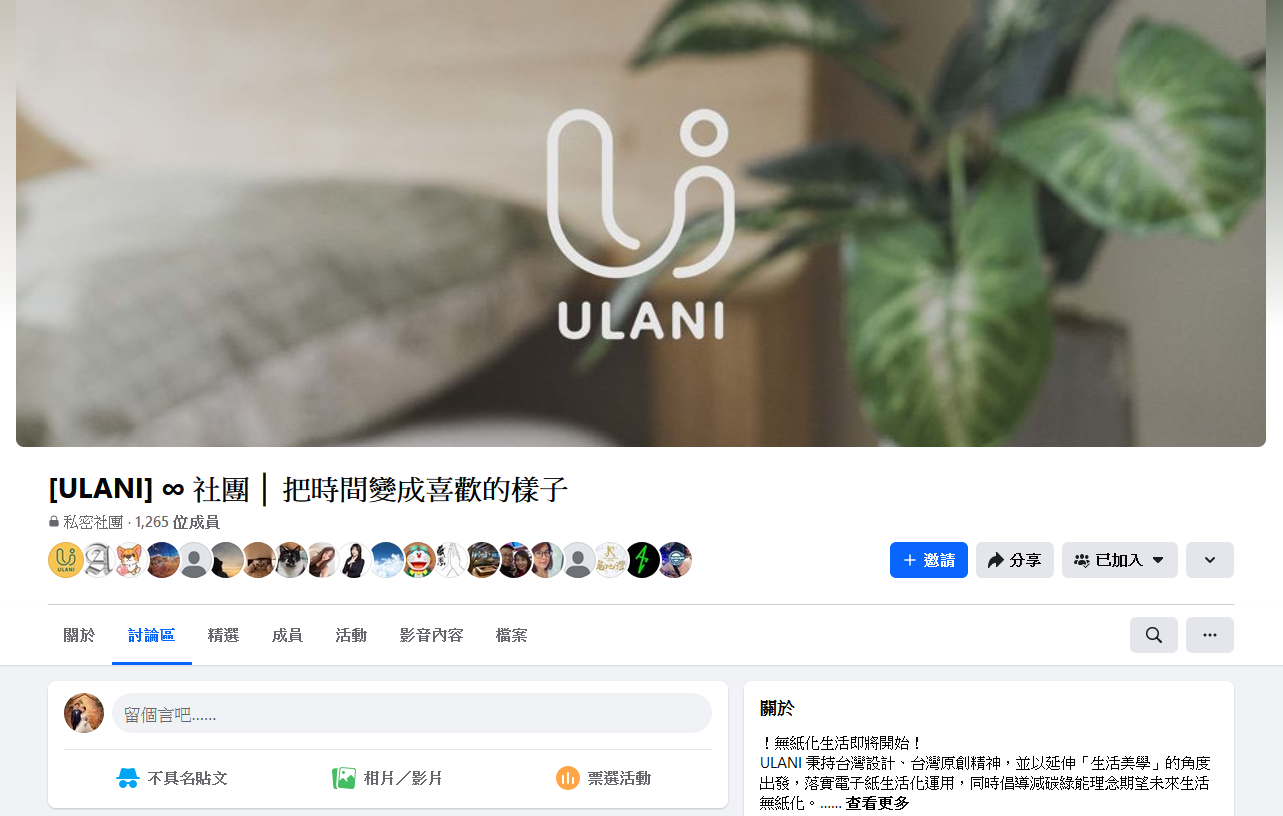 ULANI
[ULANI] ∞ 社團 │ 把時間變成喜歡的樣子
私密社團 · 1,265 位成員
邀請
分享
已加入
關於
討論區
精選
成員
活動
影音內容
檔案
留個言吧......
不具名貼文
相片／影片
票選活動
關於
！無紙化生活即將開始！
ULANI 秉持台灣設計、台灣原創精神，並以延伸「生活美學」的角度
出發，落實電子紙生活化運用，同時倡導減碳綠能理念期望未來生活
無紙化。...... 查看更多